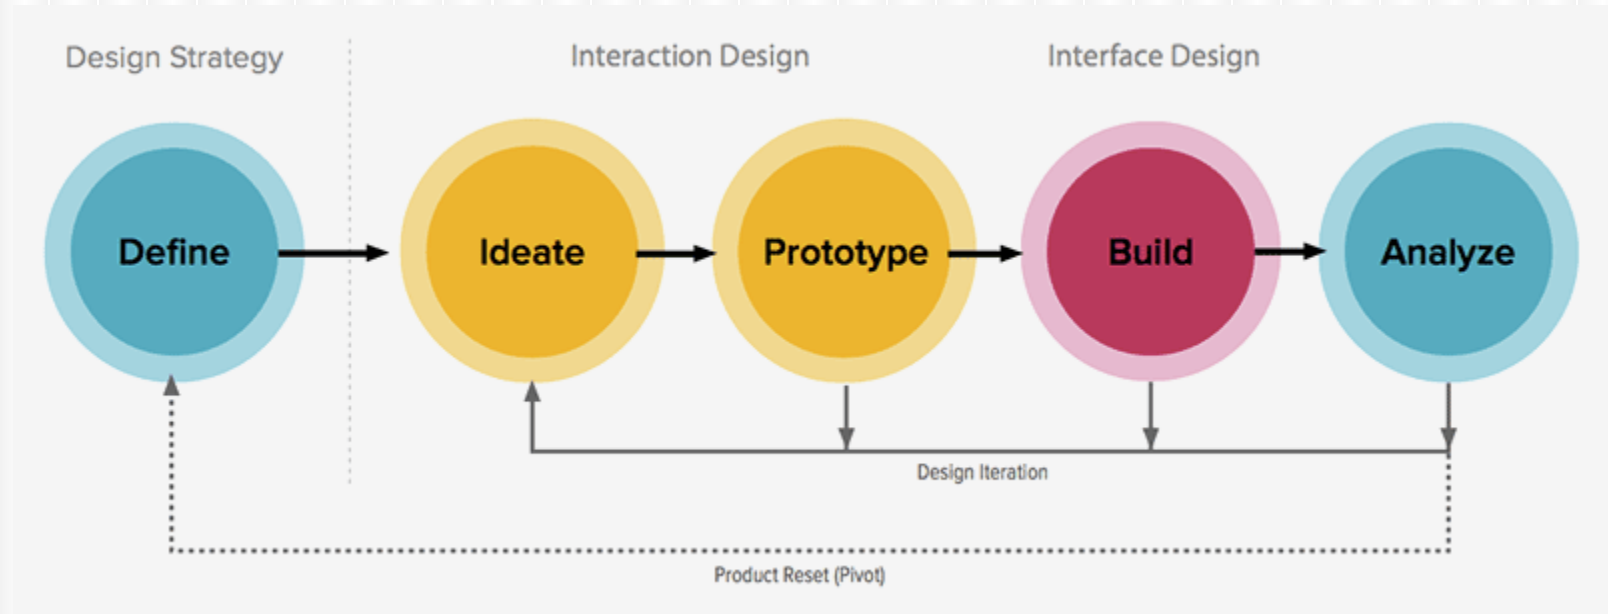 Design Strategy
Interaction Design
Interface Design
Define
Ideate
Prototype
Build
Analyze
Design Iteration
Product Reset (Pivot)